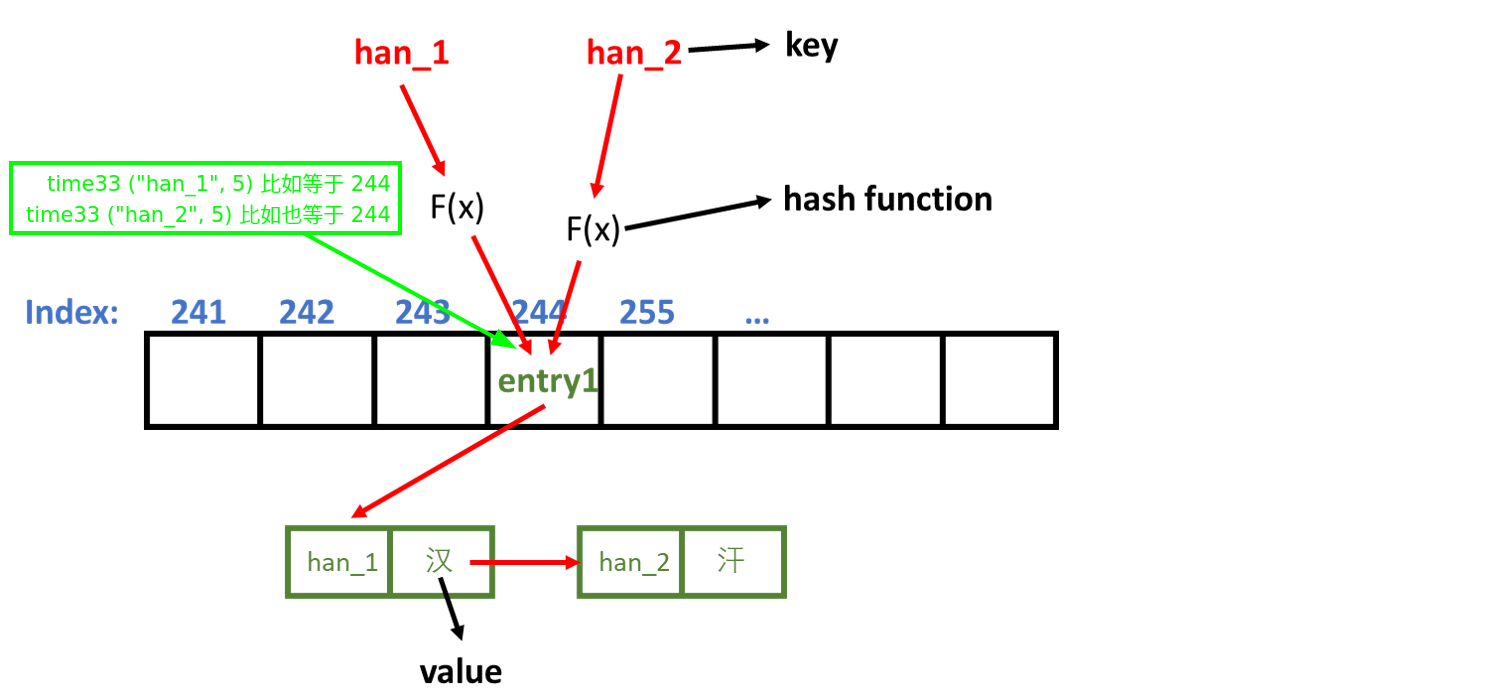 han_1
han_2
key
time33 ("han_1", 5) 比如等于 244
time33 ("han_2", 5) 比如也等于 244
F(x)
F(x)
hash function
Index: 241 242 243 244 255 ...
entry1
han_1 汉
han_2 汗
value